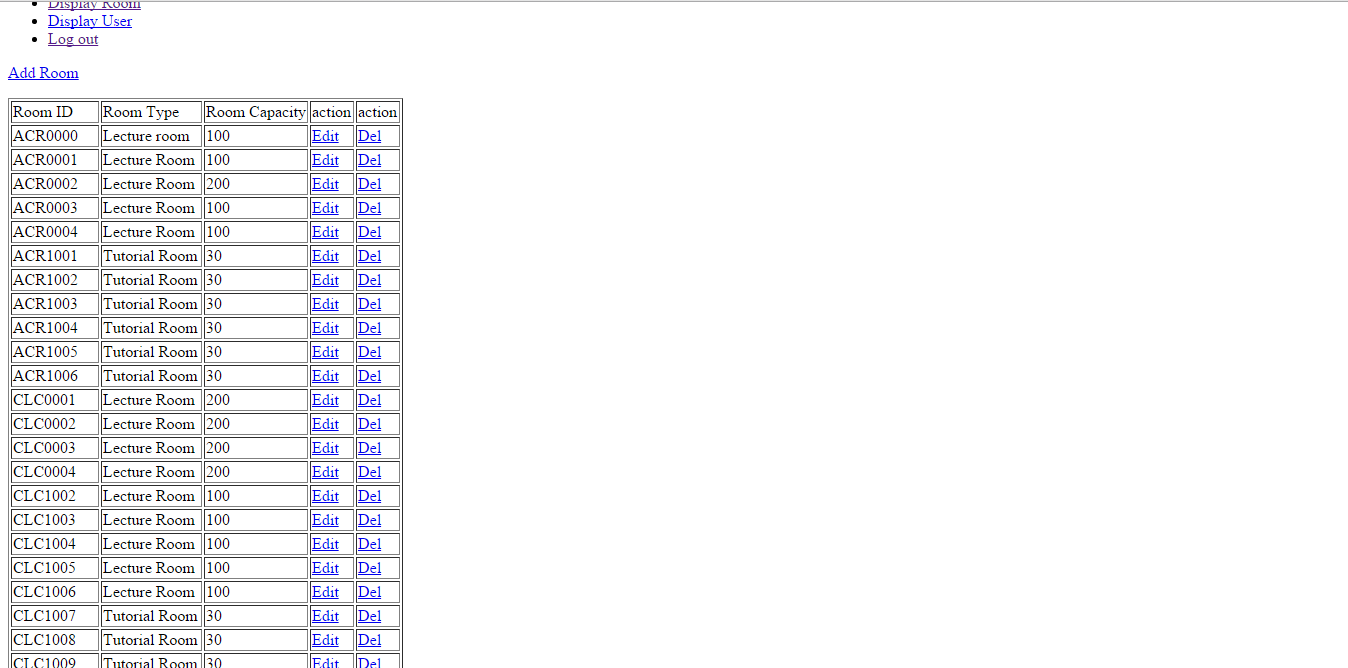 Display Room
Display User
Log out
Add Room
Room ID Room Type Room Capacity action action
ACR0000 Lecture room 100 Edit Del
ACR0001 Lecture Room 100 Edit Del
ACR0002 Lecture Room 200 Edit Del
ACR0003 Lecture Room 100 Edit Del
ACR0004 Lecture Room 100 Edit Del
ACR1001 Tutorial Room 30 Edit Del
ACR1002 Tutorial Room 30 Edit Del
ACR1003 Tutorial Room 30 Edit Del
ACR1004 Tutorial Room 30 Edit Del
ACR1005 Tutorial Room 30 Edit Del
ACR1006 Tutorial Room 30 Edit Del
CLC0001 Lecture Room 200 Edit Del
CLC0002 Lecture Room 200 Edit Del
CLC0003 Lecture Room 200 Edit Del
CLC0004 Lecture Room 200 Edit Del
CLC1002 Lecture Room 100 Edit Del
CLC1003 Lecture Room 100 Edit Del
CLC1004 Lecture Room 100 Edit Del
CLC1005 Lecture Room 100 Edit Del
CLC1006 Lecture Room 100 Edit Del
CLC1007 Tutorial Room 30 Edit Del
CLC1008 Tutorial Room 30 Edit Del
CLC1009 Tutorial Room 30 Edit Del